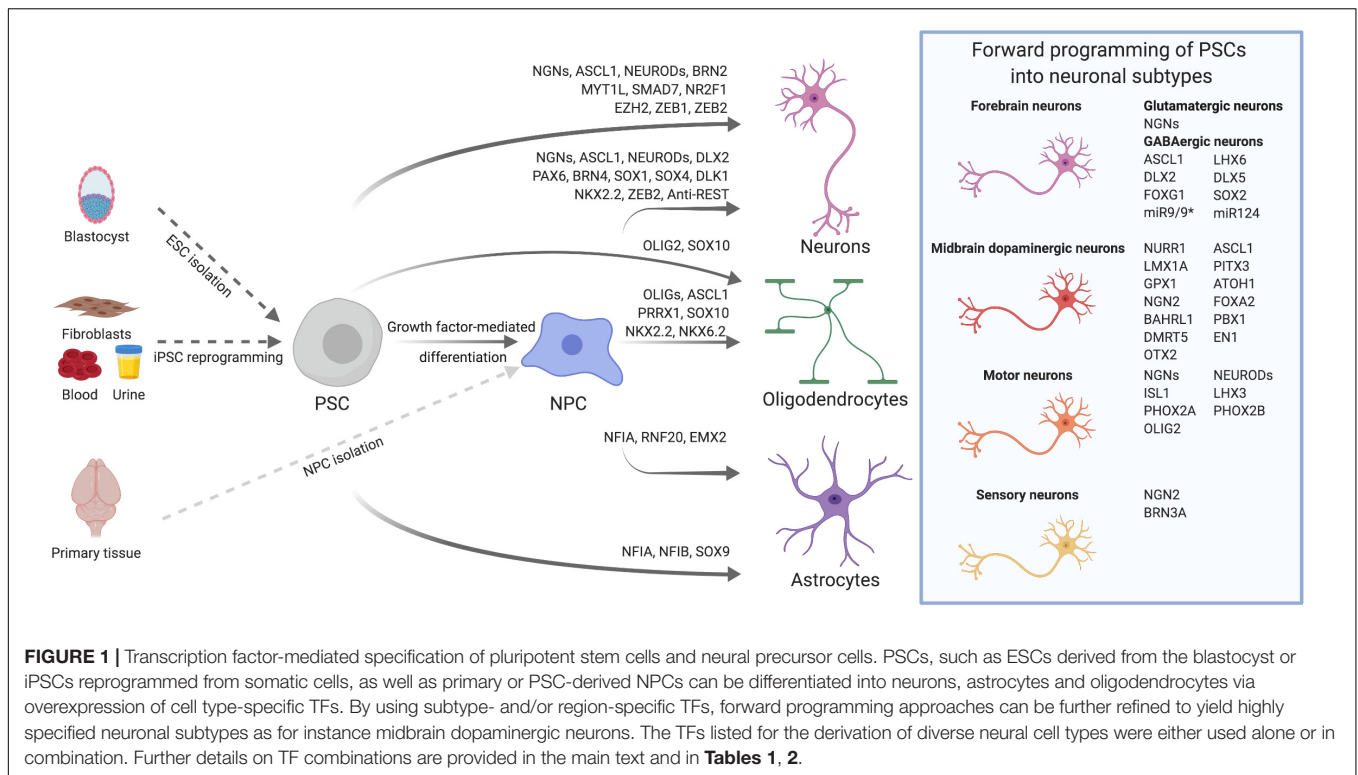 NGNs, ASCL1, NEURODs, BRN2
MYT1L, SMAD7, NR2F1
EZH2, ZEB1, ZEB2
NGNs, ASCL1, NEURODs, DLX2
PAX6, BRN4, SOX1, SOX4, DLK1
NKX2.2, ZEB2, Anti-REST
Neurons
Blastocyst
ESC isolation
OLIG2, SOX10
Fibroblasts
iPSC reprogramming
Blood
Urine
PSC
Growth factor-mediated
differentiation
NPC
OLIGs, ASCL1
PRRX1, SOX10
NKX2.2, NKX6.2
Oligodendrocytes
NPC isolation
Primary tissue
NFIA, RNF20, EMX2
NFIA, NFIB, SOX9
Astrocytes
Forward programming of PSCs
into neuronal subtypes
Forebrain neurons
Glutamatergic neurons
NGNs
GABAergic neurons
ASCL1 LHX6
DLX2 DLX5
FOXG1 SOX2
miR9/9* miR124
Midbrain dopaminergic neurons
NURR1 ASCL1
LMX1A PITX3
GPX1 ATOH1
NGN2 FOXA2
BAHRL1 PBX1
DMRT5 EN1
OTX2
Motor neurons
NGNs NEURODs
ISL1 LHX3
PHOX2A PHOX2B
OLIG2
Sensory neurons
NGN2
BRN3A
FIGURE 1 | Transcription factor-mediated specification of pluripotent stem cells and neural precursor cells. PSCs, such as ESCs derived from the blastocyst or
iPSCs reprogrammed from somatic cells, as well as primary or PSC-derived NPCs can be differentiated into neurons, astrocytes and oligodendrocytes via
overexpression of cell type-specific TFs. By using subtype- and/or region-specific TFs, forward programming approaches can be further refined to yield highly
specified neuronal subtypes as for instance midbrain dopaminergic neurons. The TFs listed for the derivation of diverse neural cell types were either used alone or in
combination. Further details on TF combinations are provided in the main text and in Tables 1, 2.